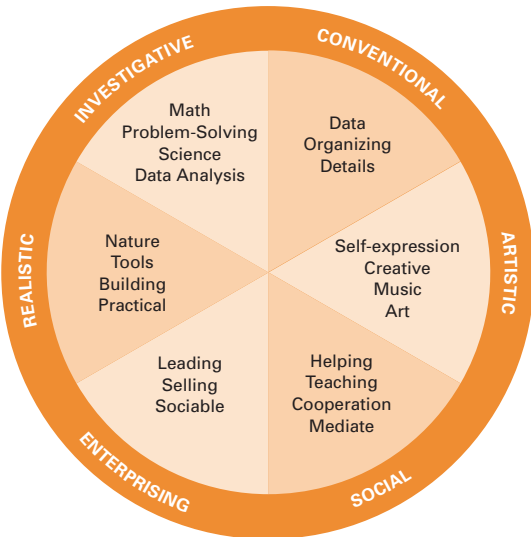 INVESTIGATIVE
Math
Problem-Solving
Science
Data Analysis
CONVENTIONAL
Data
Organizing
Details
ARTISTIC
Self-expression
Creative
Music
Art
SOCIAL
Helping
Teaching
Cooperation
Mediate
ENTERPRISING
Leading
Selling
Sociable
REALISTIC
Nature
Tools
Building
Practical